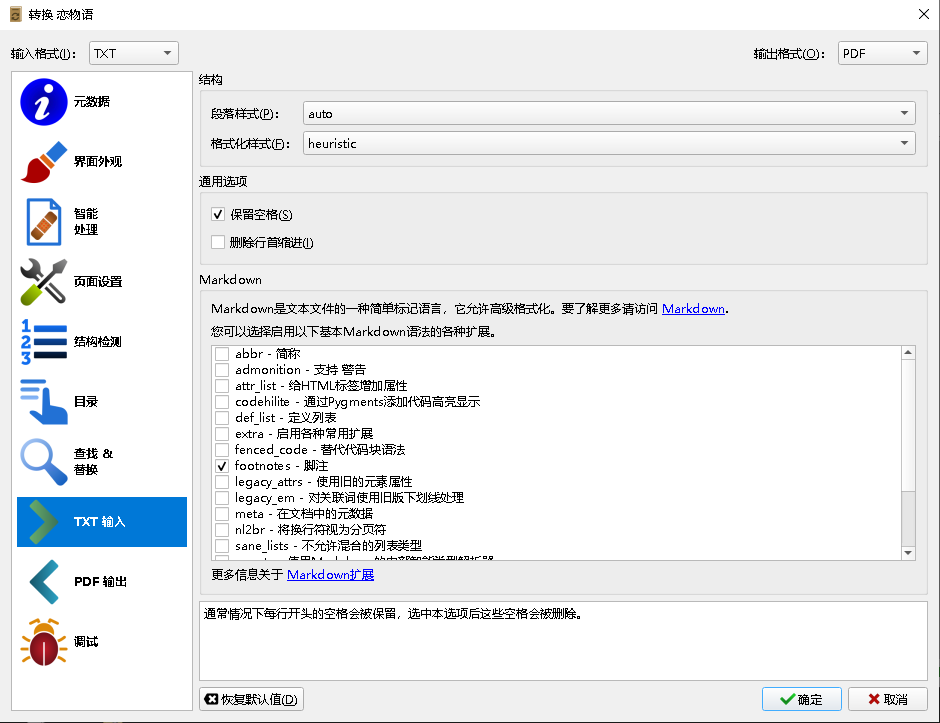 转换 恋物语
输入格式(I)： TXT
输出格式(O)： PDF
元数据
界面外观
智能
处理
页面设置
结构检测
目录
查找 &
替换
TXT 输入
PDF 输出
调试
结构
段落样式(P)： auto
格式化样式(F)： heuristic
通用选项
保留空格(S)
删除行首缩进(I)
Markdown
Markdown是文本文件的一种简单标记语言，它允许高级格式化。要了解更多请访问 Markdown.
您可以选择启用以下基本Markdown语法的各种扩展。
abbr - 简称
admonition - 支持 警告
attr_list - 给HTML标签增加属性
codehilite - 通过Pygments添加代码高亮显示
def_list - 定义列表
extra - 启用各种常用扩展
fenced_code - 替代代码块语法
footnotes - 脚注
legacy_attrs - 使用旧的元素属性
legacy_em - 对关联词使用旧版下划线处理
meta - 在文档中的元数据
nl2br - 将换行符视为分页符
sane_lists - 不允许混合的列表类型
更多信息关于 Markdown扩展
通常情况下每行开头的空格会被保留，选中本选项后这些空格会被删除。
恢复默认值(D)
确定
取消